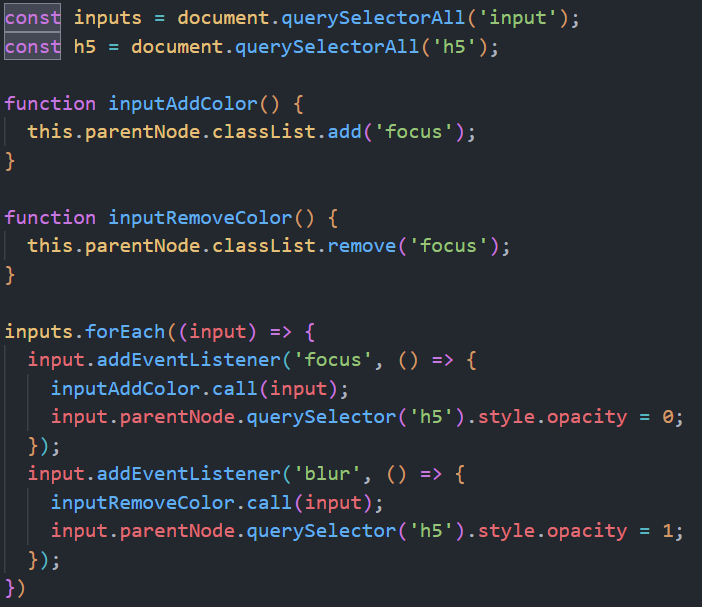 const inputs = document.querySelectorAll('input');
const h5 = document.querySelectorAll('h5');
function inputAddColor() {
  this.parentNode.classList.add('focus');
}
function inputRemoveColor() {
  this.parentNode.classList.remove('focus');
}
inputs.forEach((input) => {
  input.addEventListener('focus', () => {
    inputAddColor.call(input);
    input.parentNode.querySelector('h5').style.opacity = 0;
  });
  input.addEventListener('blur', () => {
    inputRemoveColor.call(input);
    input.parentNode.querySelector('h5').style.opacity = 1;
  });
})